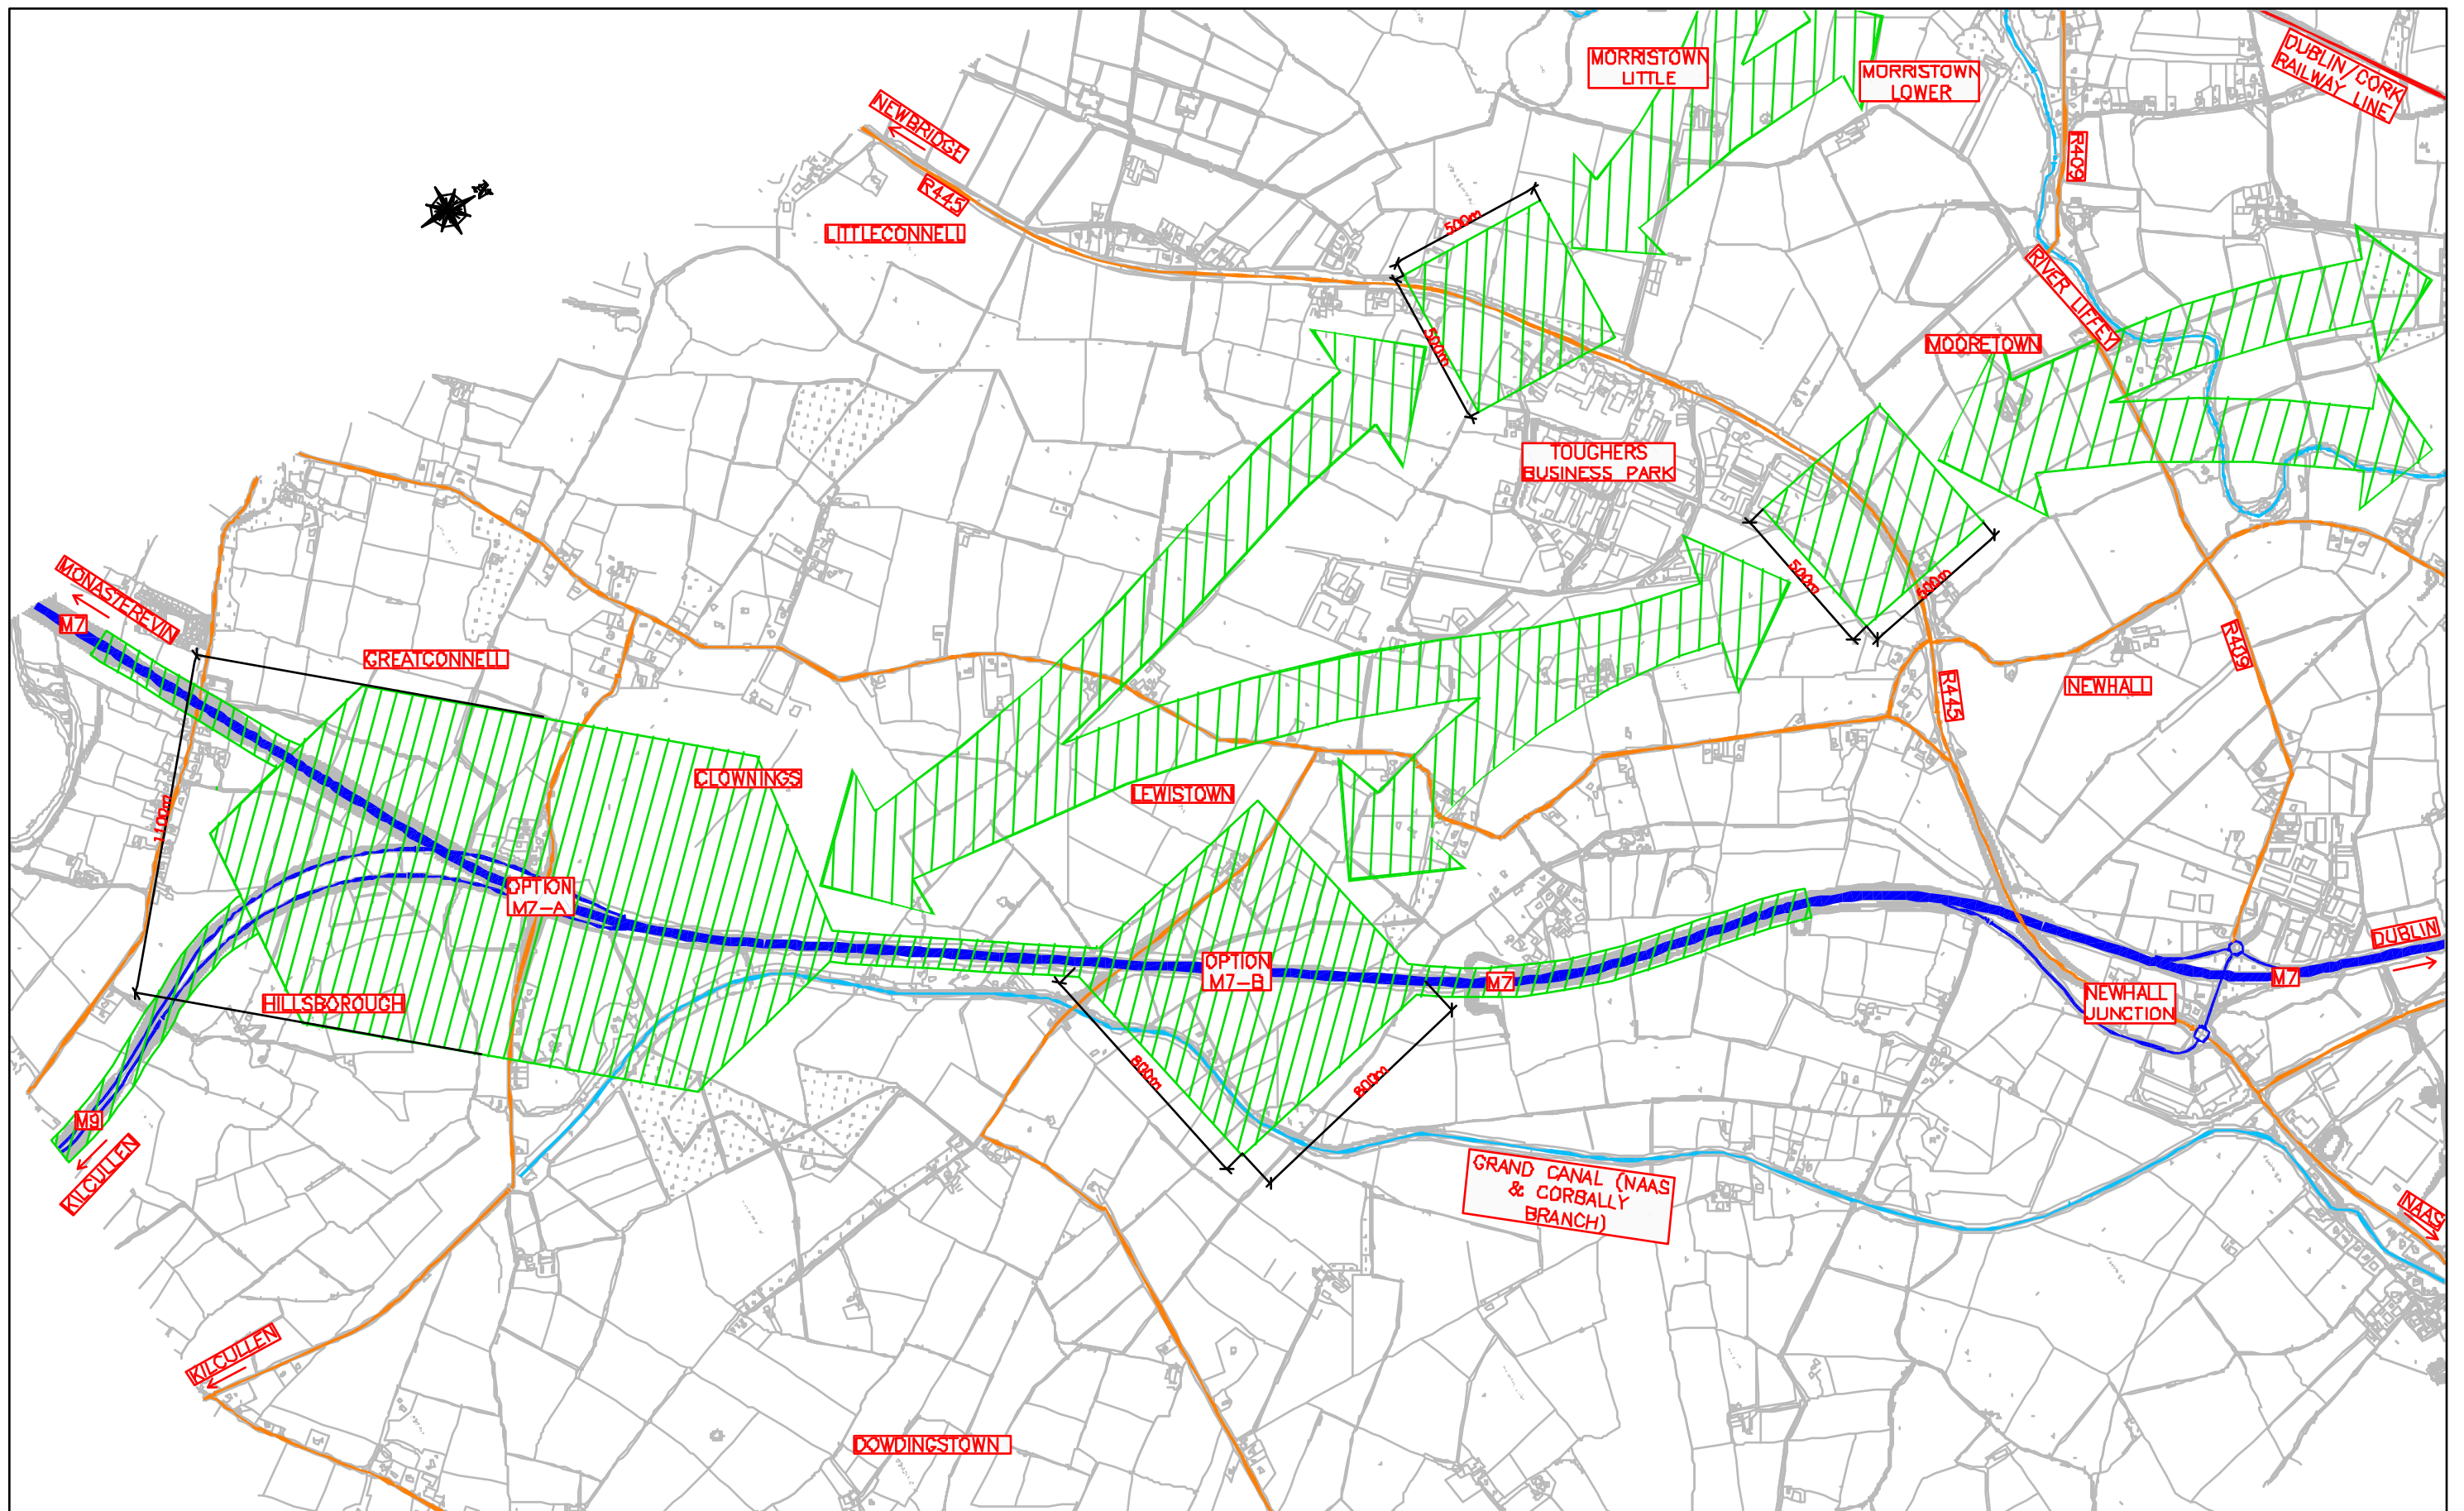 MORRISTOWN
LITTLE
MORRISTOWN
LOWER
DUBLIN/CORK
RAILWAY LINE
NEWBRIDGE
R445
R409
LITTLECONNELL
500m
500m
RIVER LIFFEY
MOORETOWN
TOUGHERS
BUSINESS PARK
500m
600m
MONASTEREVIN
M7
GREATCONNELL
R409
NEWHALL
R445
CLOWNINGS
LEWISTOWN
1100m
OPTION
M7-A
OPTION
M7-B
M7
DUBLIN
M7
NEWHALL
JUNCTION
HILLSBOROUGH
800m
800m
M9
KILCULLEN
GRAND CANAL (NAAS
& CORBALLY
BRANCH)
NAAS
KILCULLEN
DOWDINGSTOWN